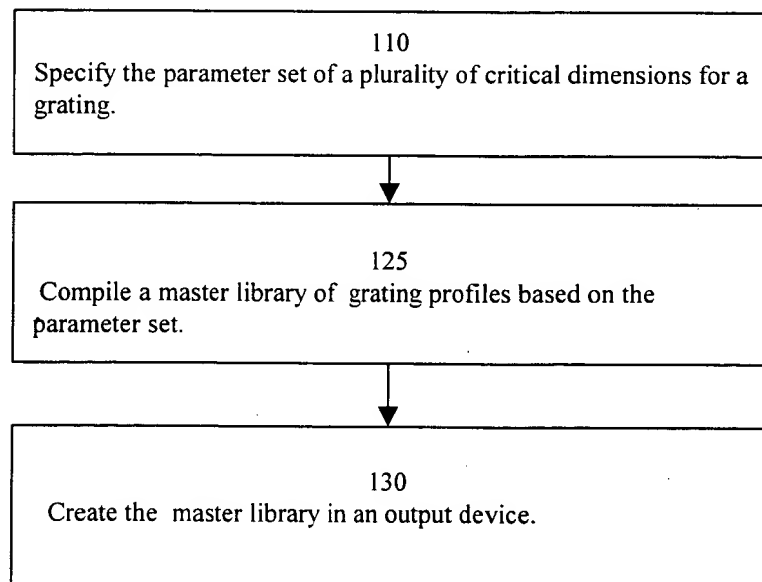 110
Specify the parameter set of a plurality of critical dimensions for a
grating.
125
Compile a master library of grating profiles based on the
parameter set.
130
Create the master library in an output device.